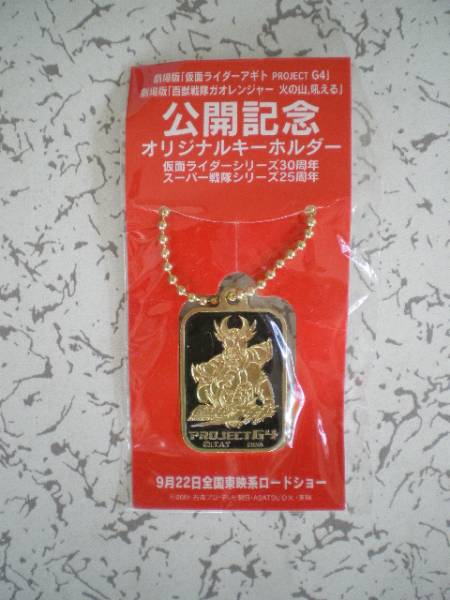 劇場版「仮面ライダーアギト PROJECT G4」
劇場版「百獣戦隊ガオレンジャー 火の山、吼える」
公開記念
オリジナルキーホルダー
仮面ライダーシリーズ30周年
スーパー戦隊シリーズ25周年
PROJECT G4
9月22日全国東映系ロードショー